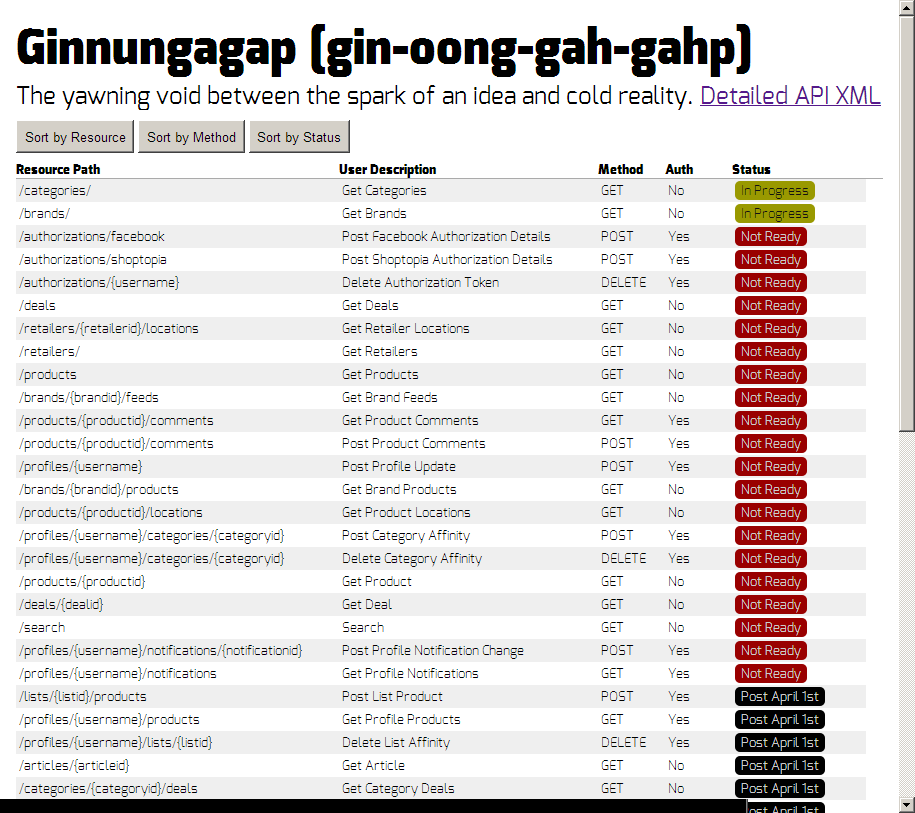 Ginnungagap (gin-oong-gah-gahp)
The yawning void between the spark of an idea and cold reality. Detailed API XML
Sort by Resource Sort by Method Sort by Status
Resource Path User Description Method Auth Status
/categories/ Get Categories GET No In Progress
/brands/ Get Brands GET No In Progress
/authorizations/facebook Post Facebook Authorization Details POST Yes Not Ready
/authorizations/shoptopia Post Shoptopia Authorization Details POST Yes Not Ready
/authorizations/{username} Delete Authorization Token DELETE Yes Not Ready
/deals Get Deals GET No Not Ready
/retailers/{retailerid}/locations Get Retailer Locations GET No Not Ready
/retailers/ Get Retailers GET No Not Ready
/products Get Products GET No Not Ready
/brands/{brandid}/feeds Get Brand Feeds GET No Not Ready
/products/{productid}/comments Get Product Comments GET Yes Not Ready
/products/{productid}/comments Post Product Comments POST Yes Not Ready
/profiles/{username} Post Profile Update POST Yes Not Ready
/brands/{brandid}/products Get Brand Products GET No Not Ready
/products/{productid}/locations Get Product Locations GET No Not Ready
/profiles/{username}/categories/{categoryid} Post Category Affinity POST Yes Not Ready
/profiles/{username}/categories/{categoryid} Delete Category Affinity DELETE Yes Not Ready
/products/{productid} Get Product GET No Not Ready
/deals/{dealid} Get Deal GET No Not Ready
/search Search GET No Not Ready
/profiles/{username}/notifications/{notificationid} Post Profile Notification Change POST Yes Not Ready
/profiles/{username}/notifications Get Profile Notifications GET Yes Not Ready
/lists/{listid}/products Post List Product POST Yes Post April 1st
/profiles/{username}/products Get Profile Products GET Yes Post April 1st
/profiles/{username}/lists/{listid} Delete List Affinity DELETE Yes Post April 1st
/articles/{articleid} Get Article GET No Post April 1st
/categories/{categoryid}/deals Get Category Deals GET No Post April 1st
April 1st